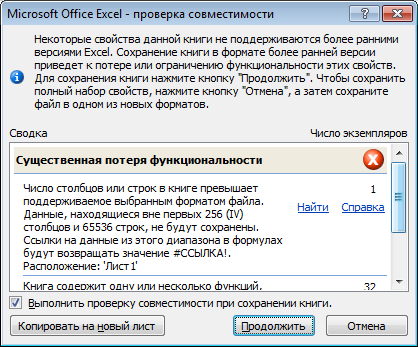 Microsoft Office Excel - проверка совместимости
Некоторые свойства данной книги не поддерживаются более ранними
версиями Excel. Сохранение книги в формате более ранней версии
приведет к потере или ограничению функциональности этих свойств.
Для сохранения книги нажмите кнопку "Продолжить". Чтобы сохранить
полный набор свойств, нажмите кнопку "Отмена", а затем сохраните
файл в одном из новых форматов.
Сводка Число экземпляров
Существенная потеря функциональности
Число столбцов или строк в книге превышает 1
поддерживаемое выбранным форматом файла. Найти Справка
Данные, находящиеся вне первых 256 (IV)
столбцов и 65536 строк, не будут сохранены.
Ссылки на данные из этого диапазона в формулах
будут возвращать значение #ССЫЛКА!.
Расположение: 'Лист1'
Книга содержит одну или несколько функций, 32
Выполнить проверку совместимости при сохранении книги.
Копировать на новый лист Продолжить Отмена